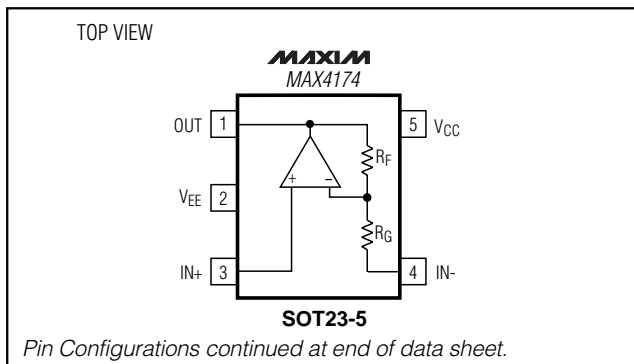 TOP VIEW
MAXIM
MAX4174
OUT 1
5 VCC
RF
+ −
VEE 2
RG
IN+ 3
4 IN-
SOT23-5
Pin Configurations continued at end of data sheet.